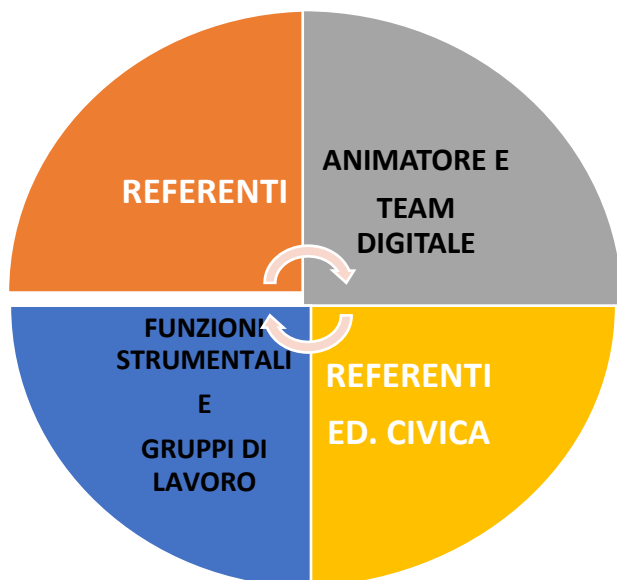 REFERENTI
ANIMATORE E
TEAM
DIGITALE
FUNZIONI
STRUMENTALI
E
GRUPPI DI
LAVORO
REFERENTI
ED. CIVICA